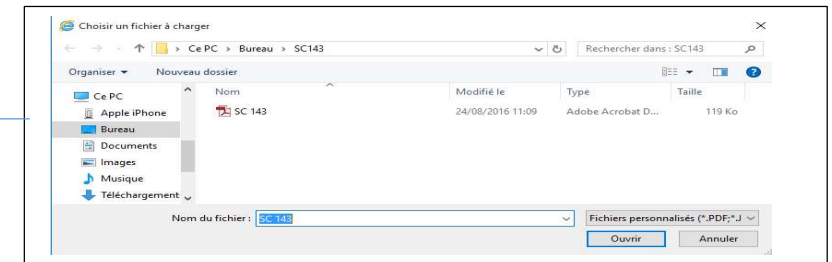 Choisir un fichier à charger
Ce PC > Bureau > SC143
Rechercher dans : SC143
Organiser Nouveau dossier
Nom Modifié le Type Taille
Ce PC
Apple iPhone
Bureau
Documents
Images
Musique
Téléchargement
SC 143 24/08/2016 11:09 Adobe Acrobat D... 119 Ko
Nom du fichier : SC 143 Fichiers personnalisés (*.PDF;*.J
Ouvrir Annuler